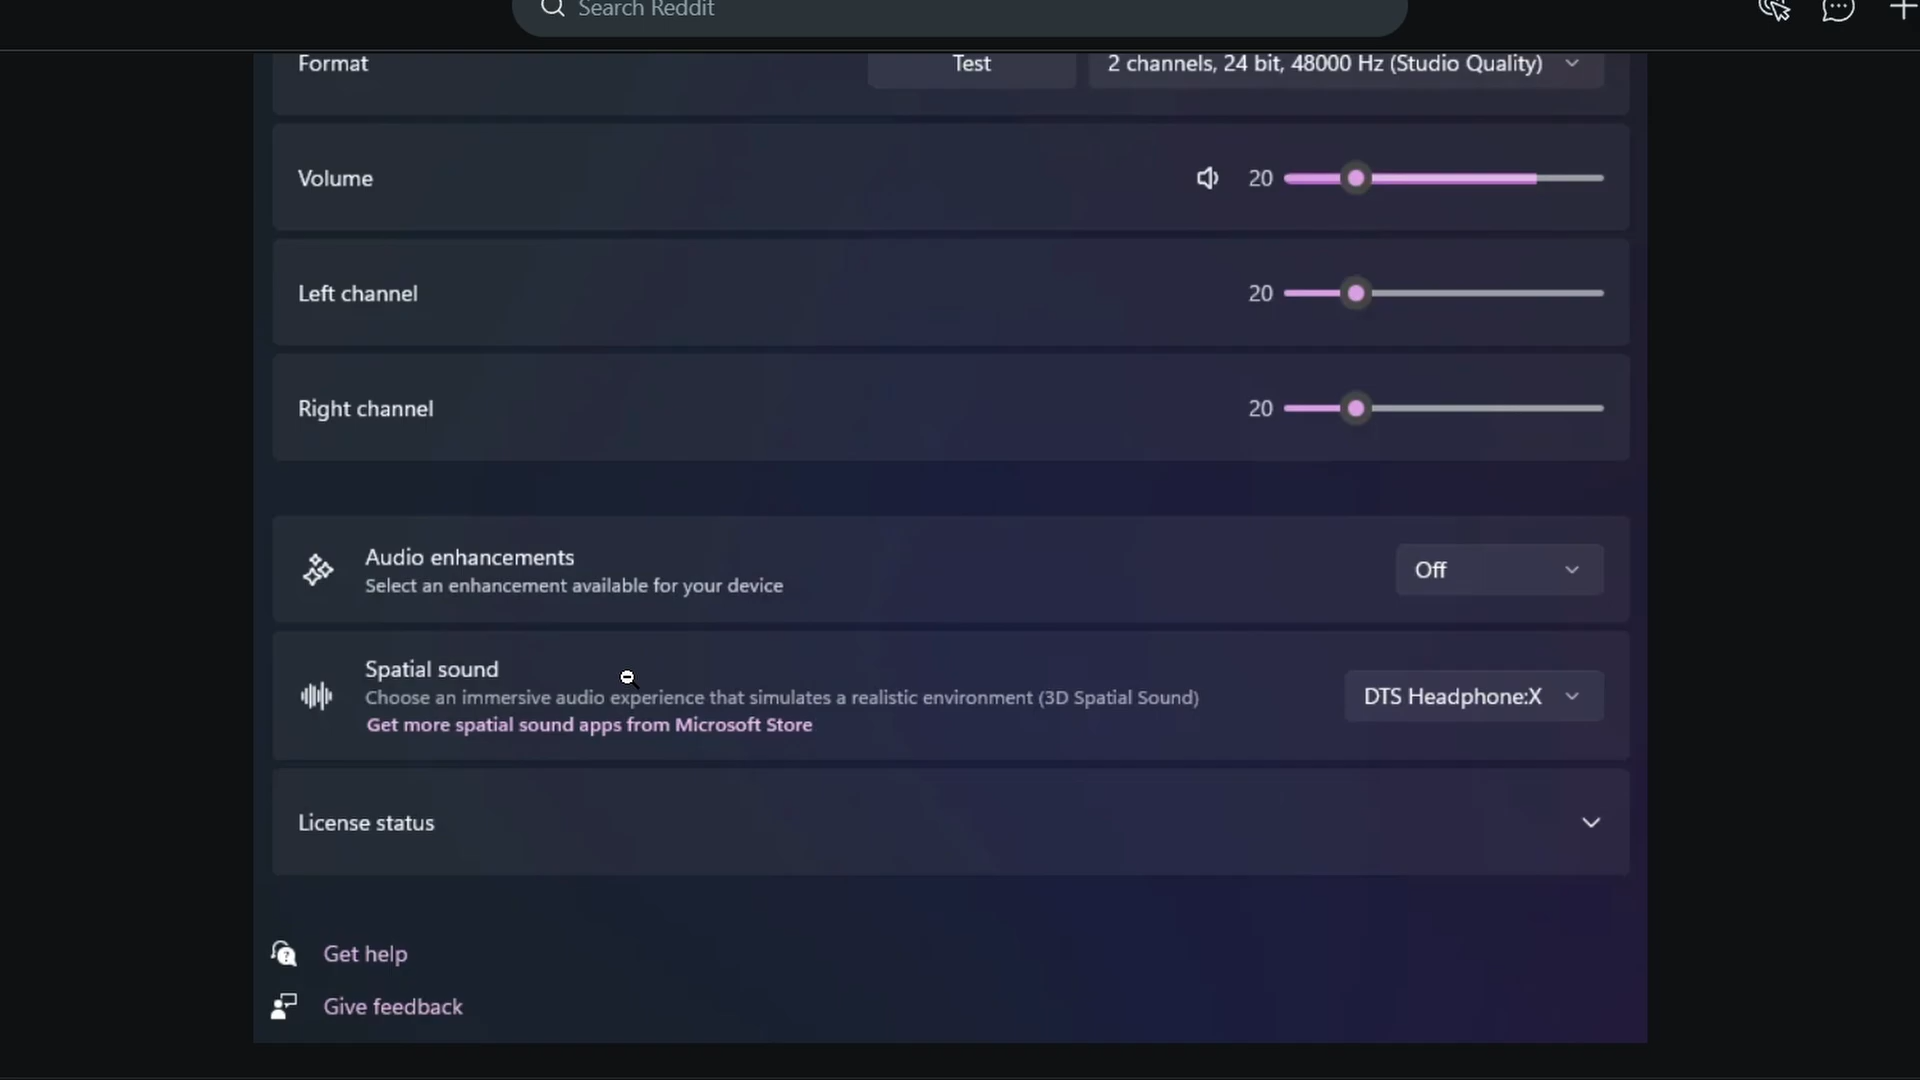 Search Reddit
Format
Test
2 channels, 24 bit, 48000 Hz (Studio Quality)
Volume
20
Left channel
20
Right channel
20
Audio enhancements
Select an enhancement available for your device
Off
Spatial sound
Choose an immersive audio experience that simulates a realistic environment (3D Spatial Sound)
Get more spatial sound apps from Microsoft Store
DTS Headphone:X
License status
Get help
Give feedback